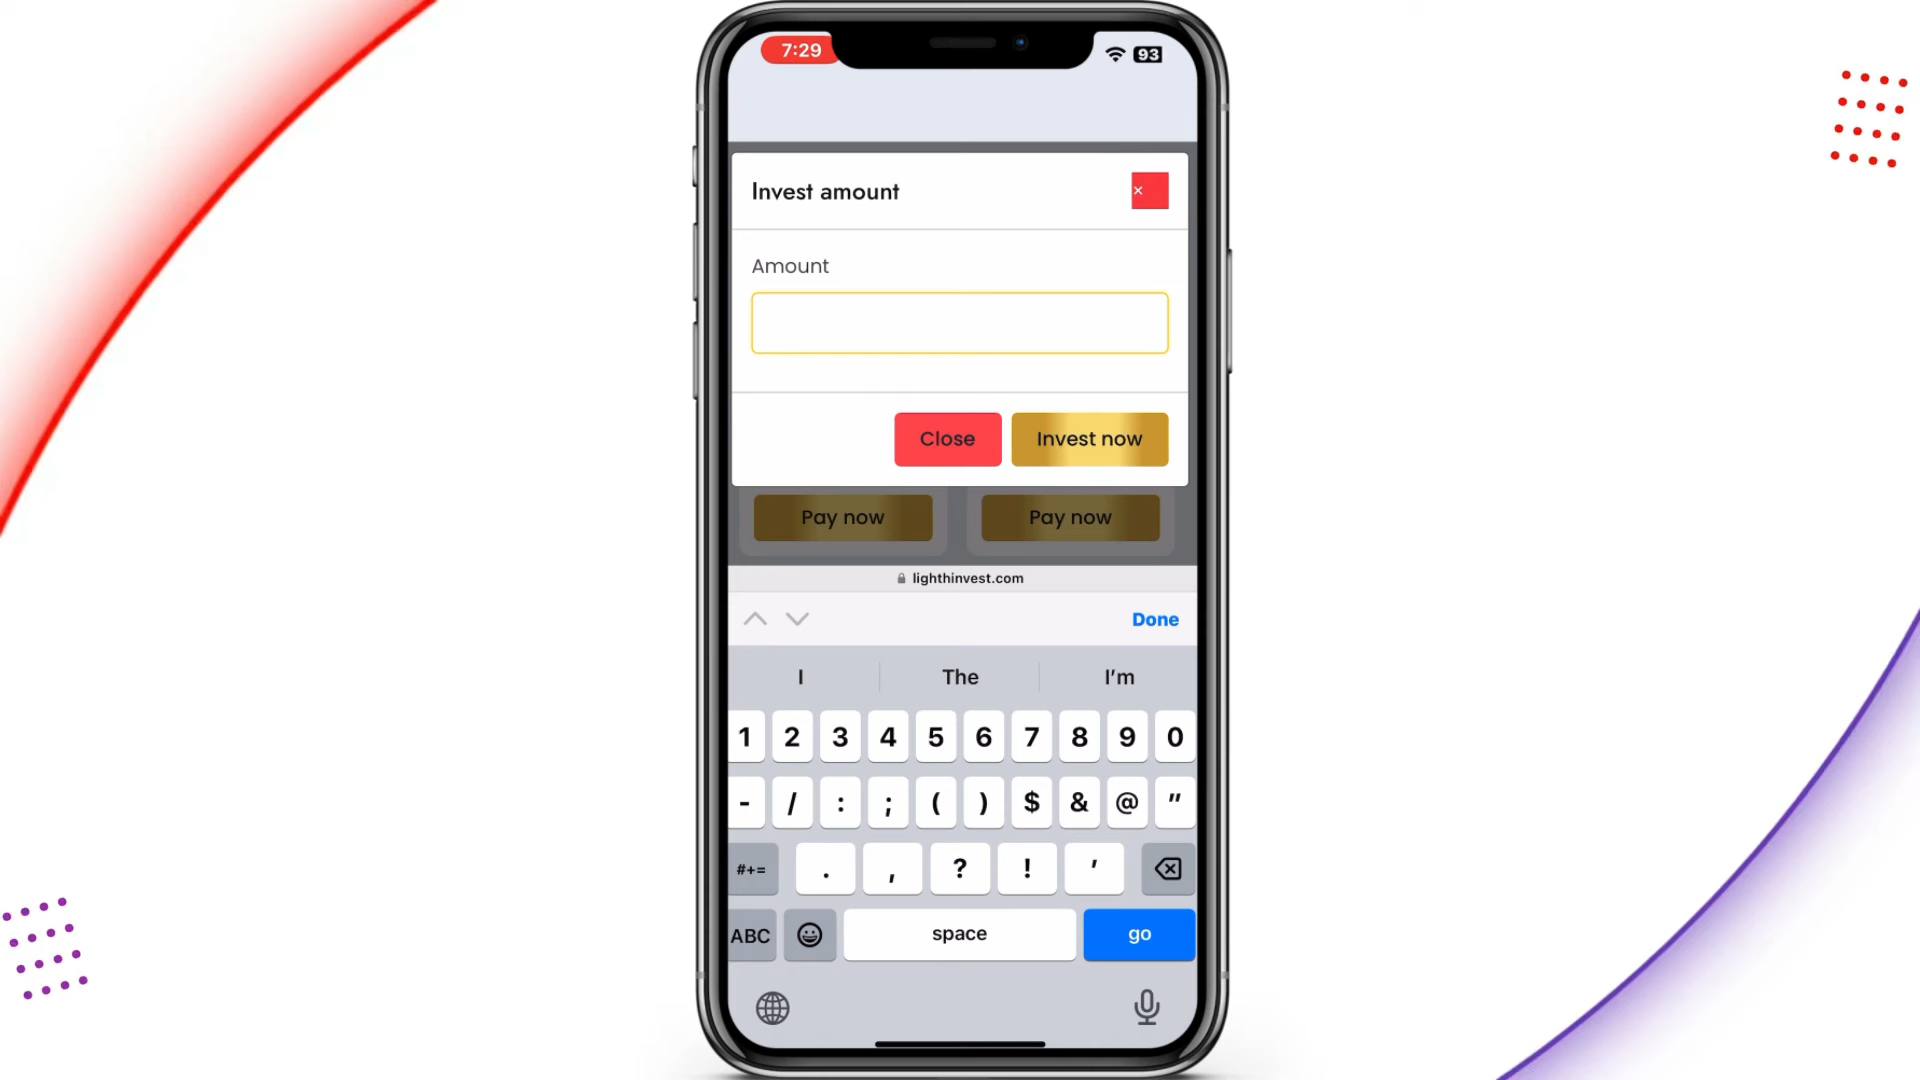 7:29
93
Invest amount
×
Amount
Close
Invest now
Pay now
Pay now
lighthinvest.com
Done
I
The
I'm
1 2 3 4 5 6 7 8 9 0
- / : ; ( ) $ & @ "
#+= . , ? ! '
ABC space go